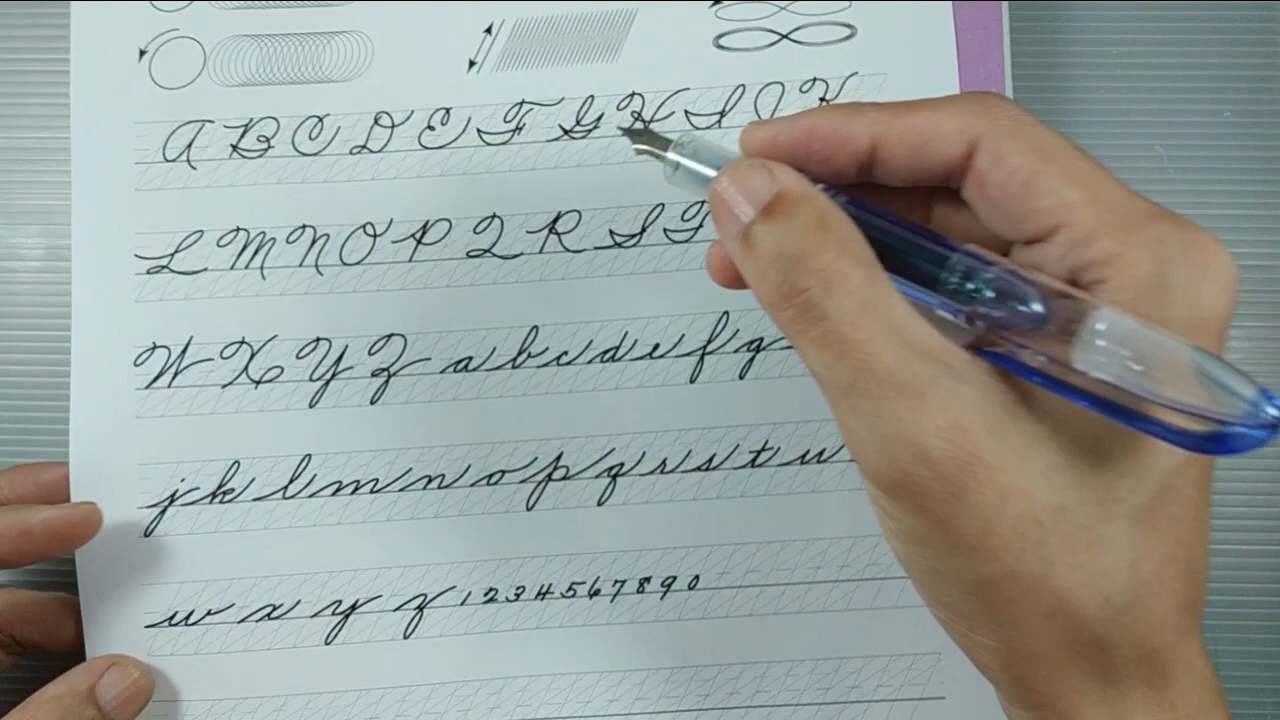 A B C D E F G H I J K
L M N O P Q R S T
W X Y Z a b c d e f g
j k l m n o p q r s t u
w x y z 1 2 3 4 5 6 7 8 9 0